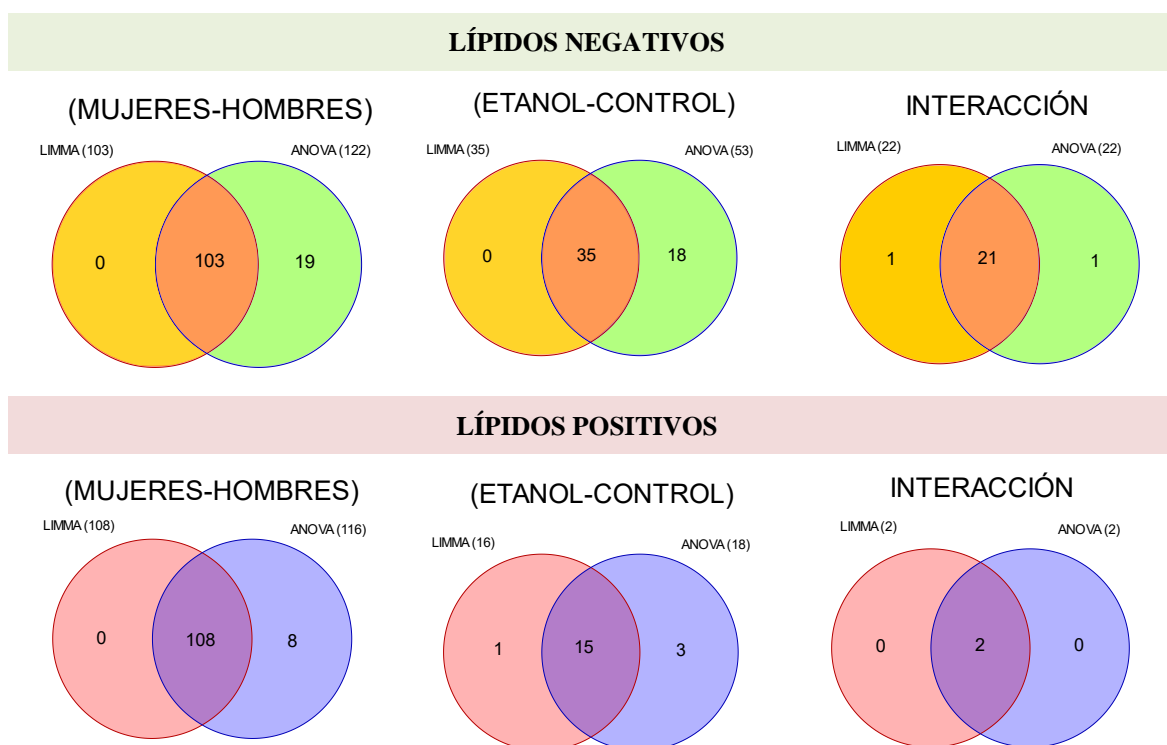 LÍPIDOS NEGATIVOS
(MUJERES-HOMBRES)
LIMMA (103)
ANOVA (122)
0
103
19
(ETANOL-CONTROL)
LIMMA (35)
ANOVA (53)
0
35
18
INTERACCIÓN
LIMMA (22)
ANOVA (22)
1
21
1
LÍPIDOS POSITIVOS
(MUJERES-HOMBRES)
LIMMA (108)
ANOVA (116)
0
108
8
(ETANOL-CONTROL)
LIMMA (16)
ANOVA (18)
1
15
3
INTERACCIÓN
LIMMA (2)
ANOVA (2)
0
2
0